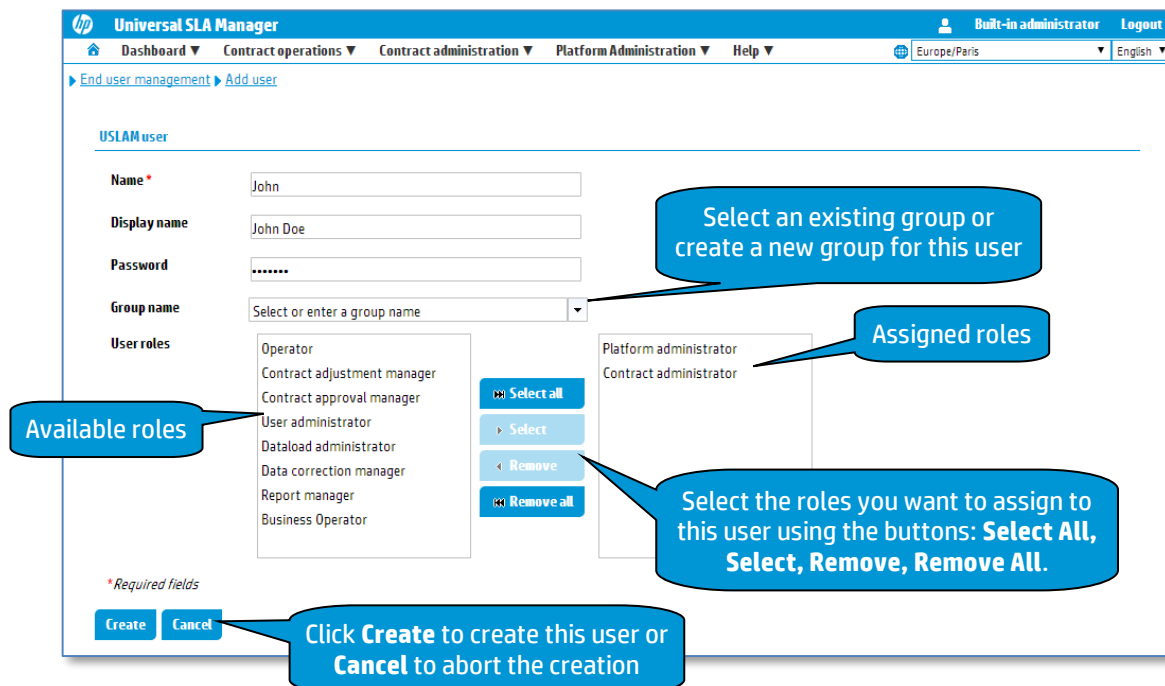 hp Universal SLA Manager Built-in administrator Logout
Dashboard ▼ Contract operations ▼ Contract administration ▼ Platform Administration ▼ Help ▼ Europe/Paris ▼ English ▼
End user management Add user
USLAM user
Name * John
Display name John Doe
Password •••••••
Group name Select or enter a group name
Select an existing group or
create a new group for this user
User roles
Operator
Contract adjustment manager
Contract approval manager
User administrator
Dataload administrator
Data correction manager
Report manager
Business Operator
Available roles
Select all
Select
Remove
Remove all
Platform administrator
Contract administrator
Assigned roles
Select the roles you want to assign to
this user using the buttons: Select All,
Select, Remove, Remove All.
*Required fields
Create Cancel
Click Create to create this user or
Cancel to abort the creation